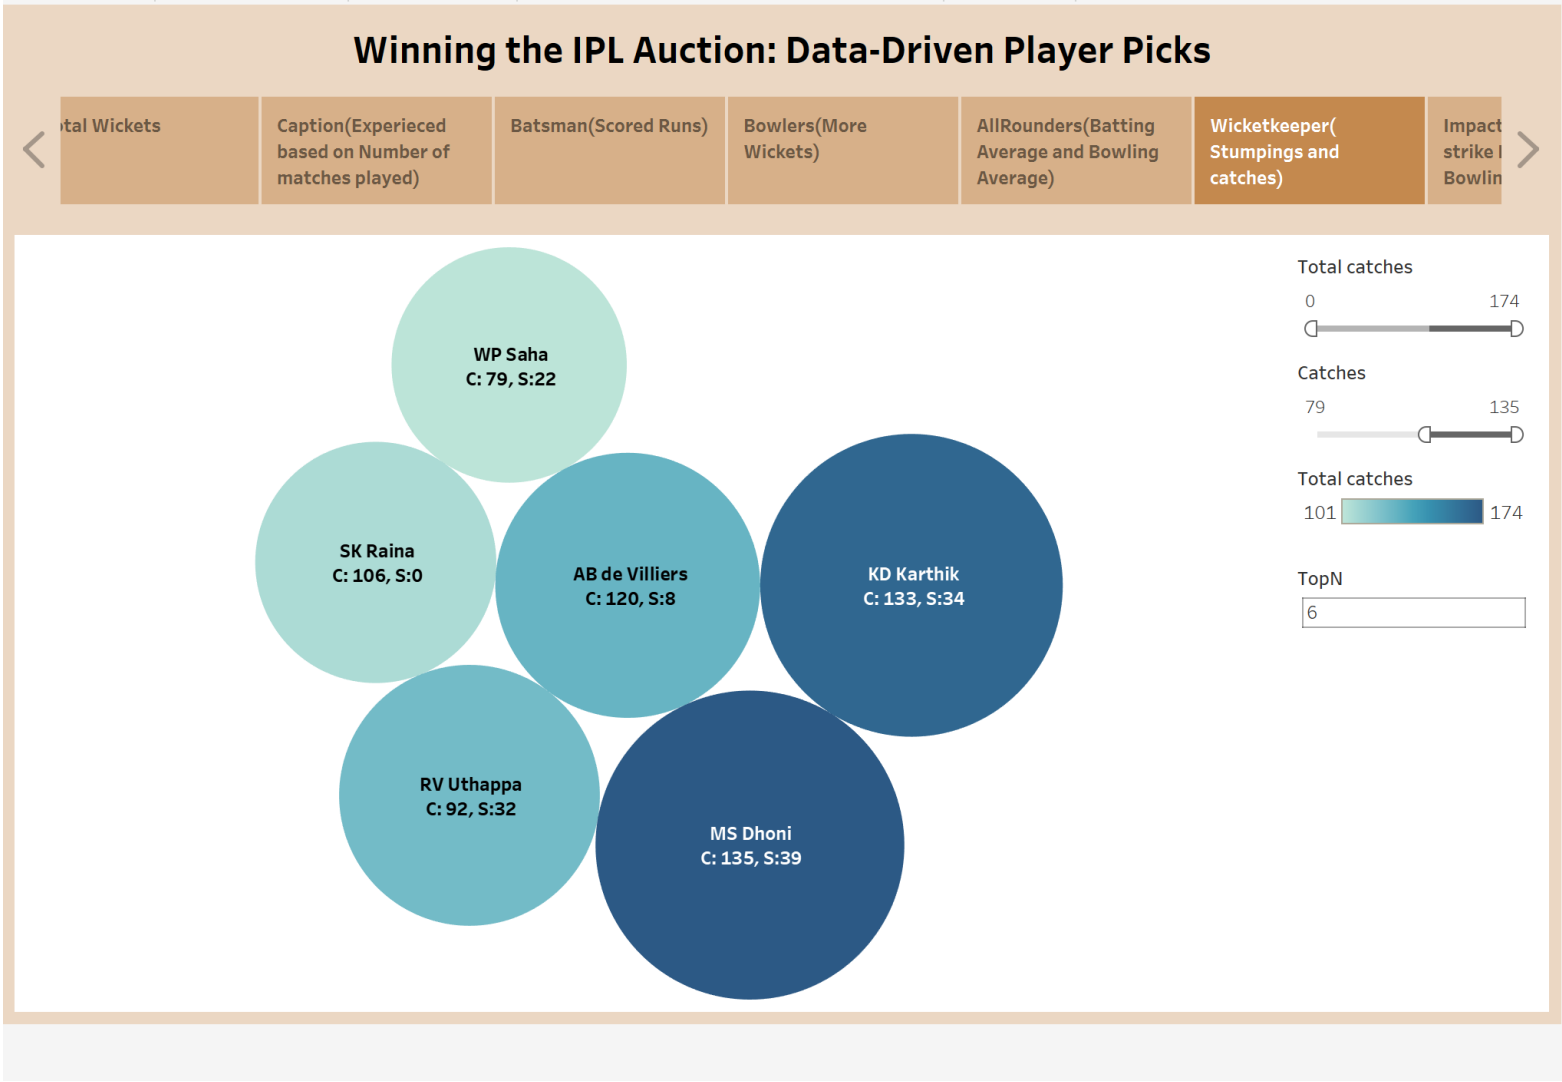 Winning the IPL Auction: Data-Driven Player Picks
Wickets
Caption(Experieced
based on Number of
matches played)
Batsman(Scored Runs)
Bowlers(More
Wickets)
AllRounders(Batting
Average and Bowling
Average)
Wicketkeeper(
Stumpings and
catches)
Impact
strike
Bowlin
WP Saha
C: 79, S:22
SK Raina
C: 106, S:0
AB de Villiers
C: 120, S:8
KD Karthik
C: 133, S:34
RV Uthappa
C: 92, S:32
MS Dhoni
C: 135, S:39
Total catches
0 174
Catches
79 135
Total catches
101 174
TopN
6